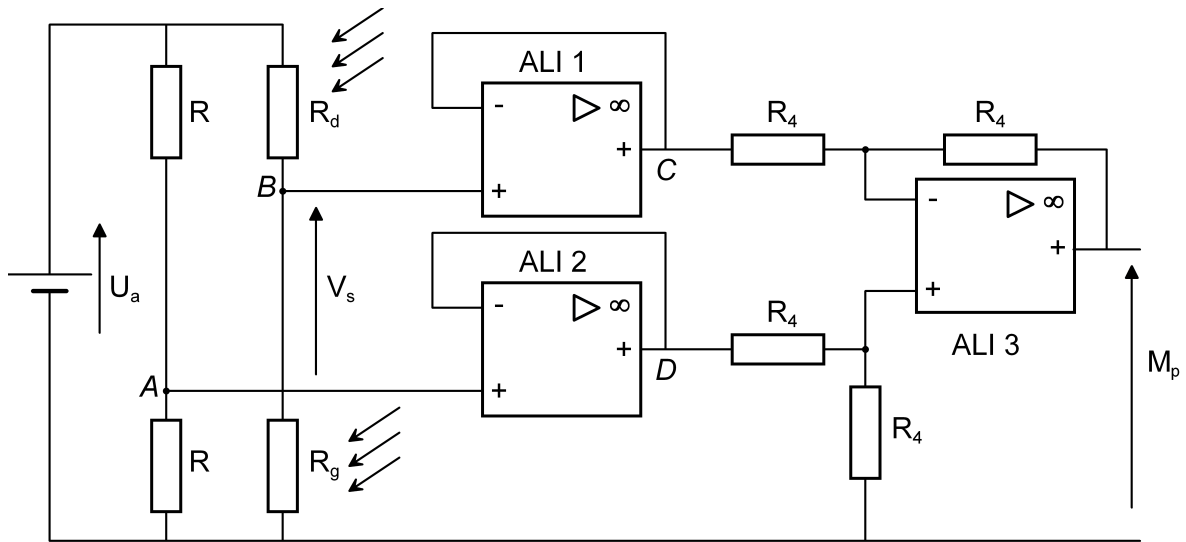 R
R_d
B
A
U_a
V_s
R
R_g
ALI 1
- ▷ ∞
+
+
C
ALI 2
- ▷ ∞
+
+
D
R_4
R_4
R_4
R_4
- ▷ ∞
+
+
ALI 3
M_p